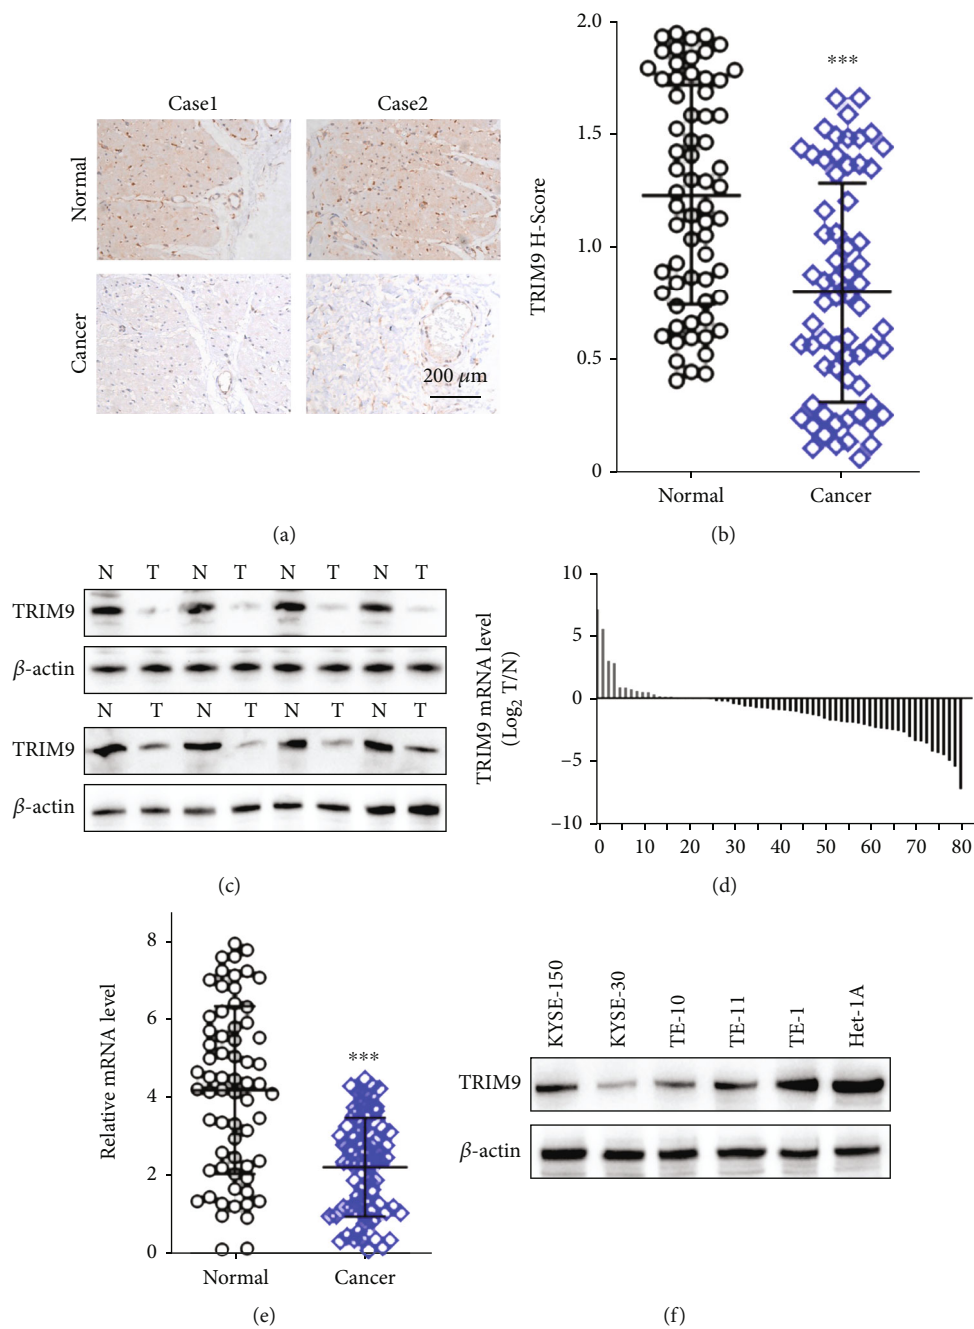 Case1 Case2
Normal
Cancer
200 μm
(a)
TRIM9 H-Score
2.0
1.5
1.0
0.5
0
***
Normal Cancer
(b)
N T N T N T N T
TRIM9
β-actin
N T N T N T N T
TRIM9
β-actin
(c)
TRIM9 mRNA level
(Log2 T/N)
10
5
0
−5
−10
0 10 20 30 40 50 60 70 80
(d)
Relative mRNA level
8
6
4
2
0
***
Normal Cancer
(e)
KYSE-150 KYSE-30 TE-10 TE-11 TE-1 Het-1A
TRIM9
β-actin
(f)